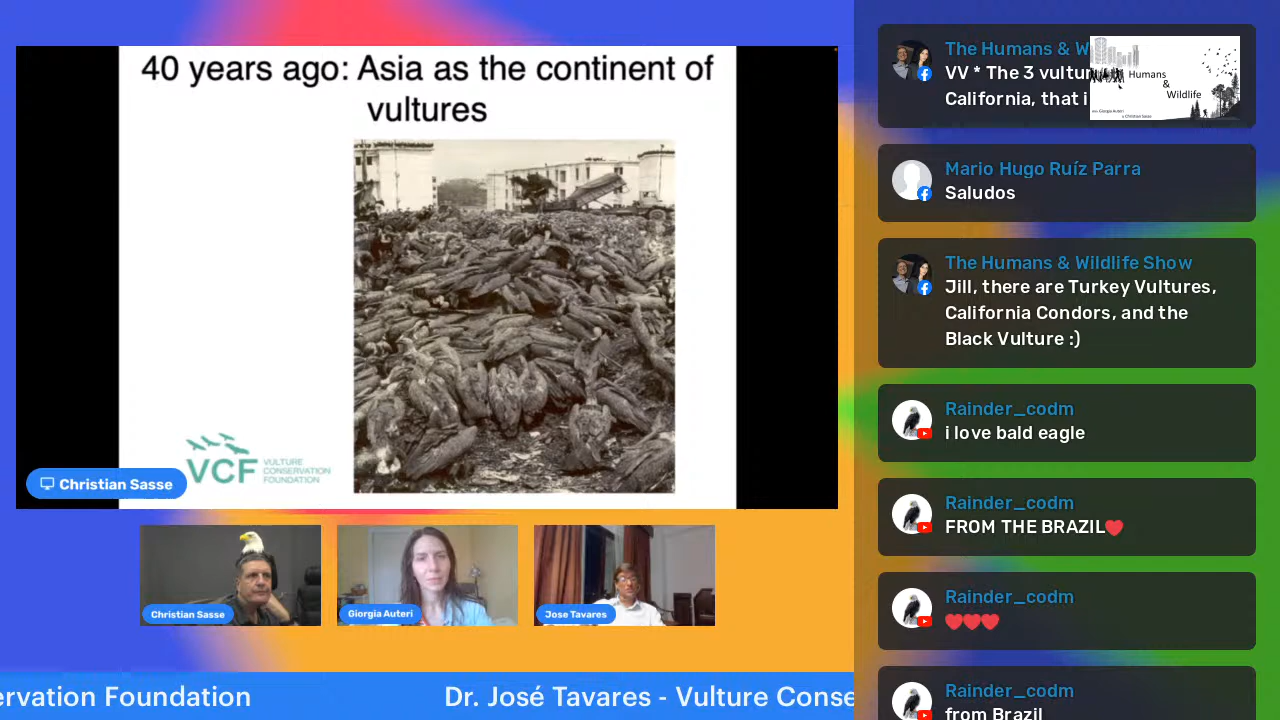 40 years ago: Asia as the continent of
vultures
VCF
VULTURE
CONSERVATION
FOUNDATION
Christian Sasse
Christian Sasse
Giorgia Auteri
Jose Tavares
ervation Foundation
Dr. José Tavares - Vulture Conse
The Humans & W
VV * The 3 vultur
California, that i
Humans
&
Wildlife
Mario Hugo Ruíz Parra
Saludos
The Humans & Wildlife Show
Jill, there are Turkey Vultures,
California Condors, and the
Black Vulture :)
Rainder_codm
i love bald eagle
Rainder_codm
FROM THE BRAZIL❤
Rainder_codm
❤❤❤
Rainder_codm
from Brazil